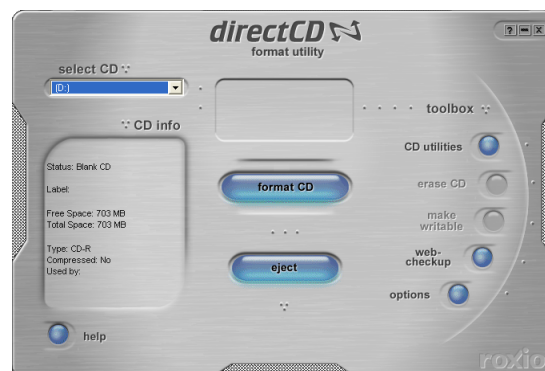 directCD
format utility
? - x
select CD
(D:)
toolbox
CD info
CD utilities
Status: Blank CD
Label:
format CD
erase CD
Free Space: 703 MB
Total Space: 703 MB
make
writable
Type: CD-R
Compressed: No
Used by:
web-
checkup
eject
options
help
roxio